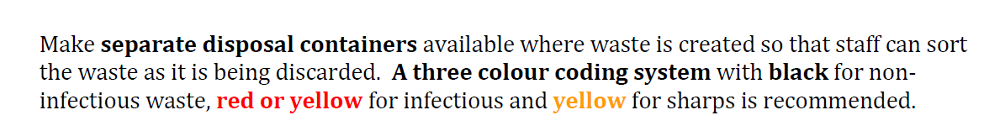 Make separate disposal containers available where waste is created so that staff can sort
the waste as it is being discarded.  A three colour coding system with black for non-
infectious waste, red or yellow for infectious and yellow for sharps is recommended.